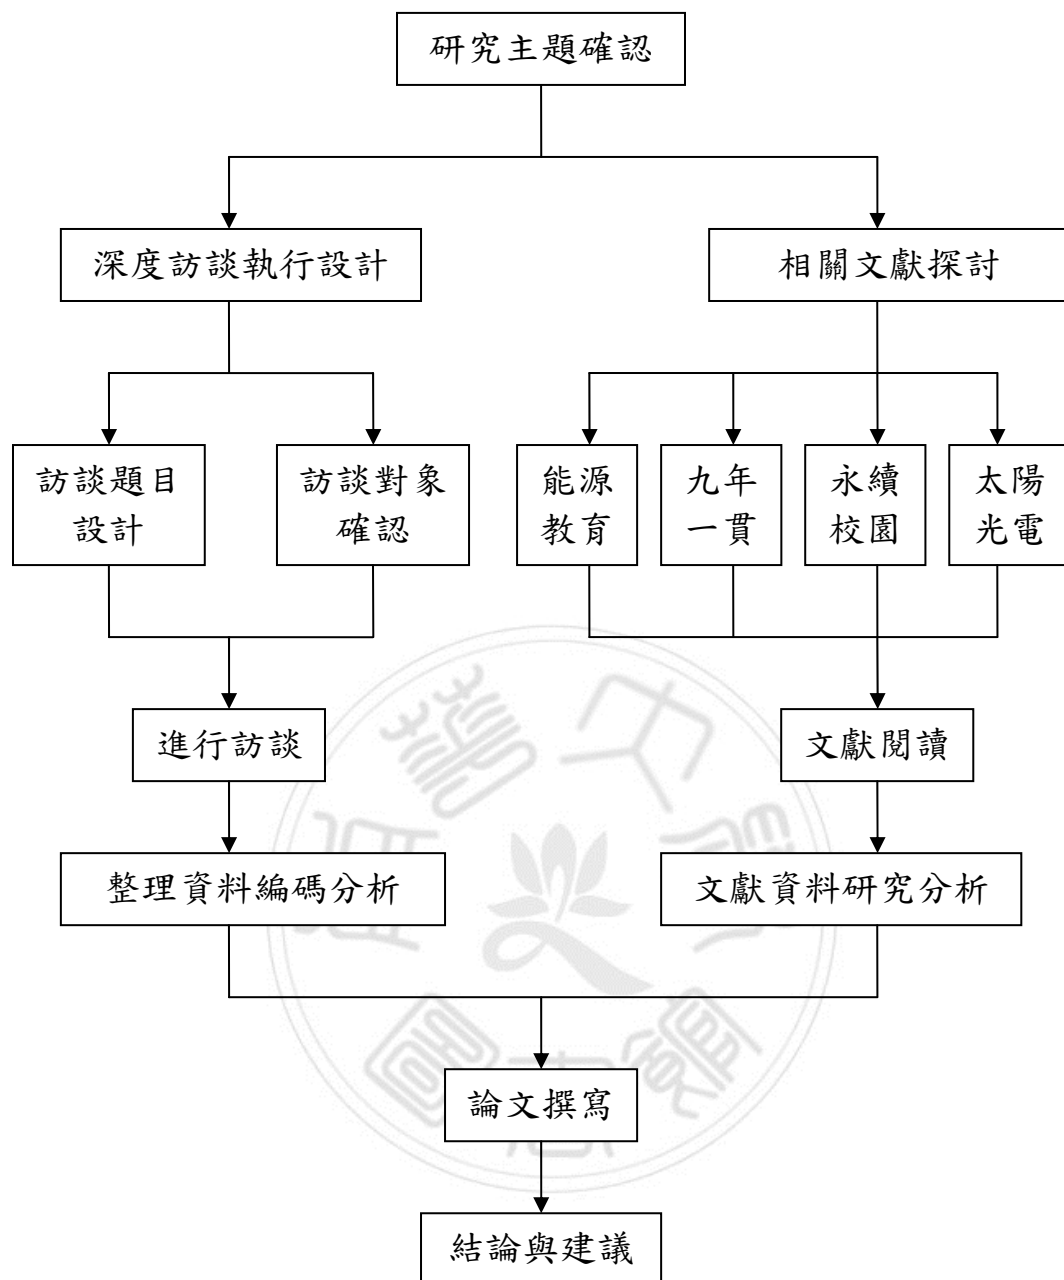 研究主題確認
深度訪談執行設計
相關文獻探討
訪談題目
設計
訪談對象
確認
能源
教育
九年
一貫
永續
校園
太陽
光電
進行訪談
文獻閱讀
整理資料編碼分析
文獻資料研究分析
論文撰寫
結論與建議